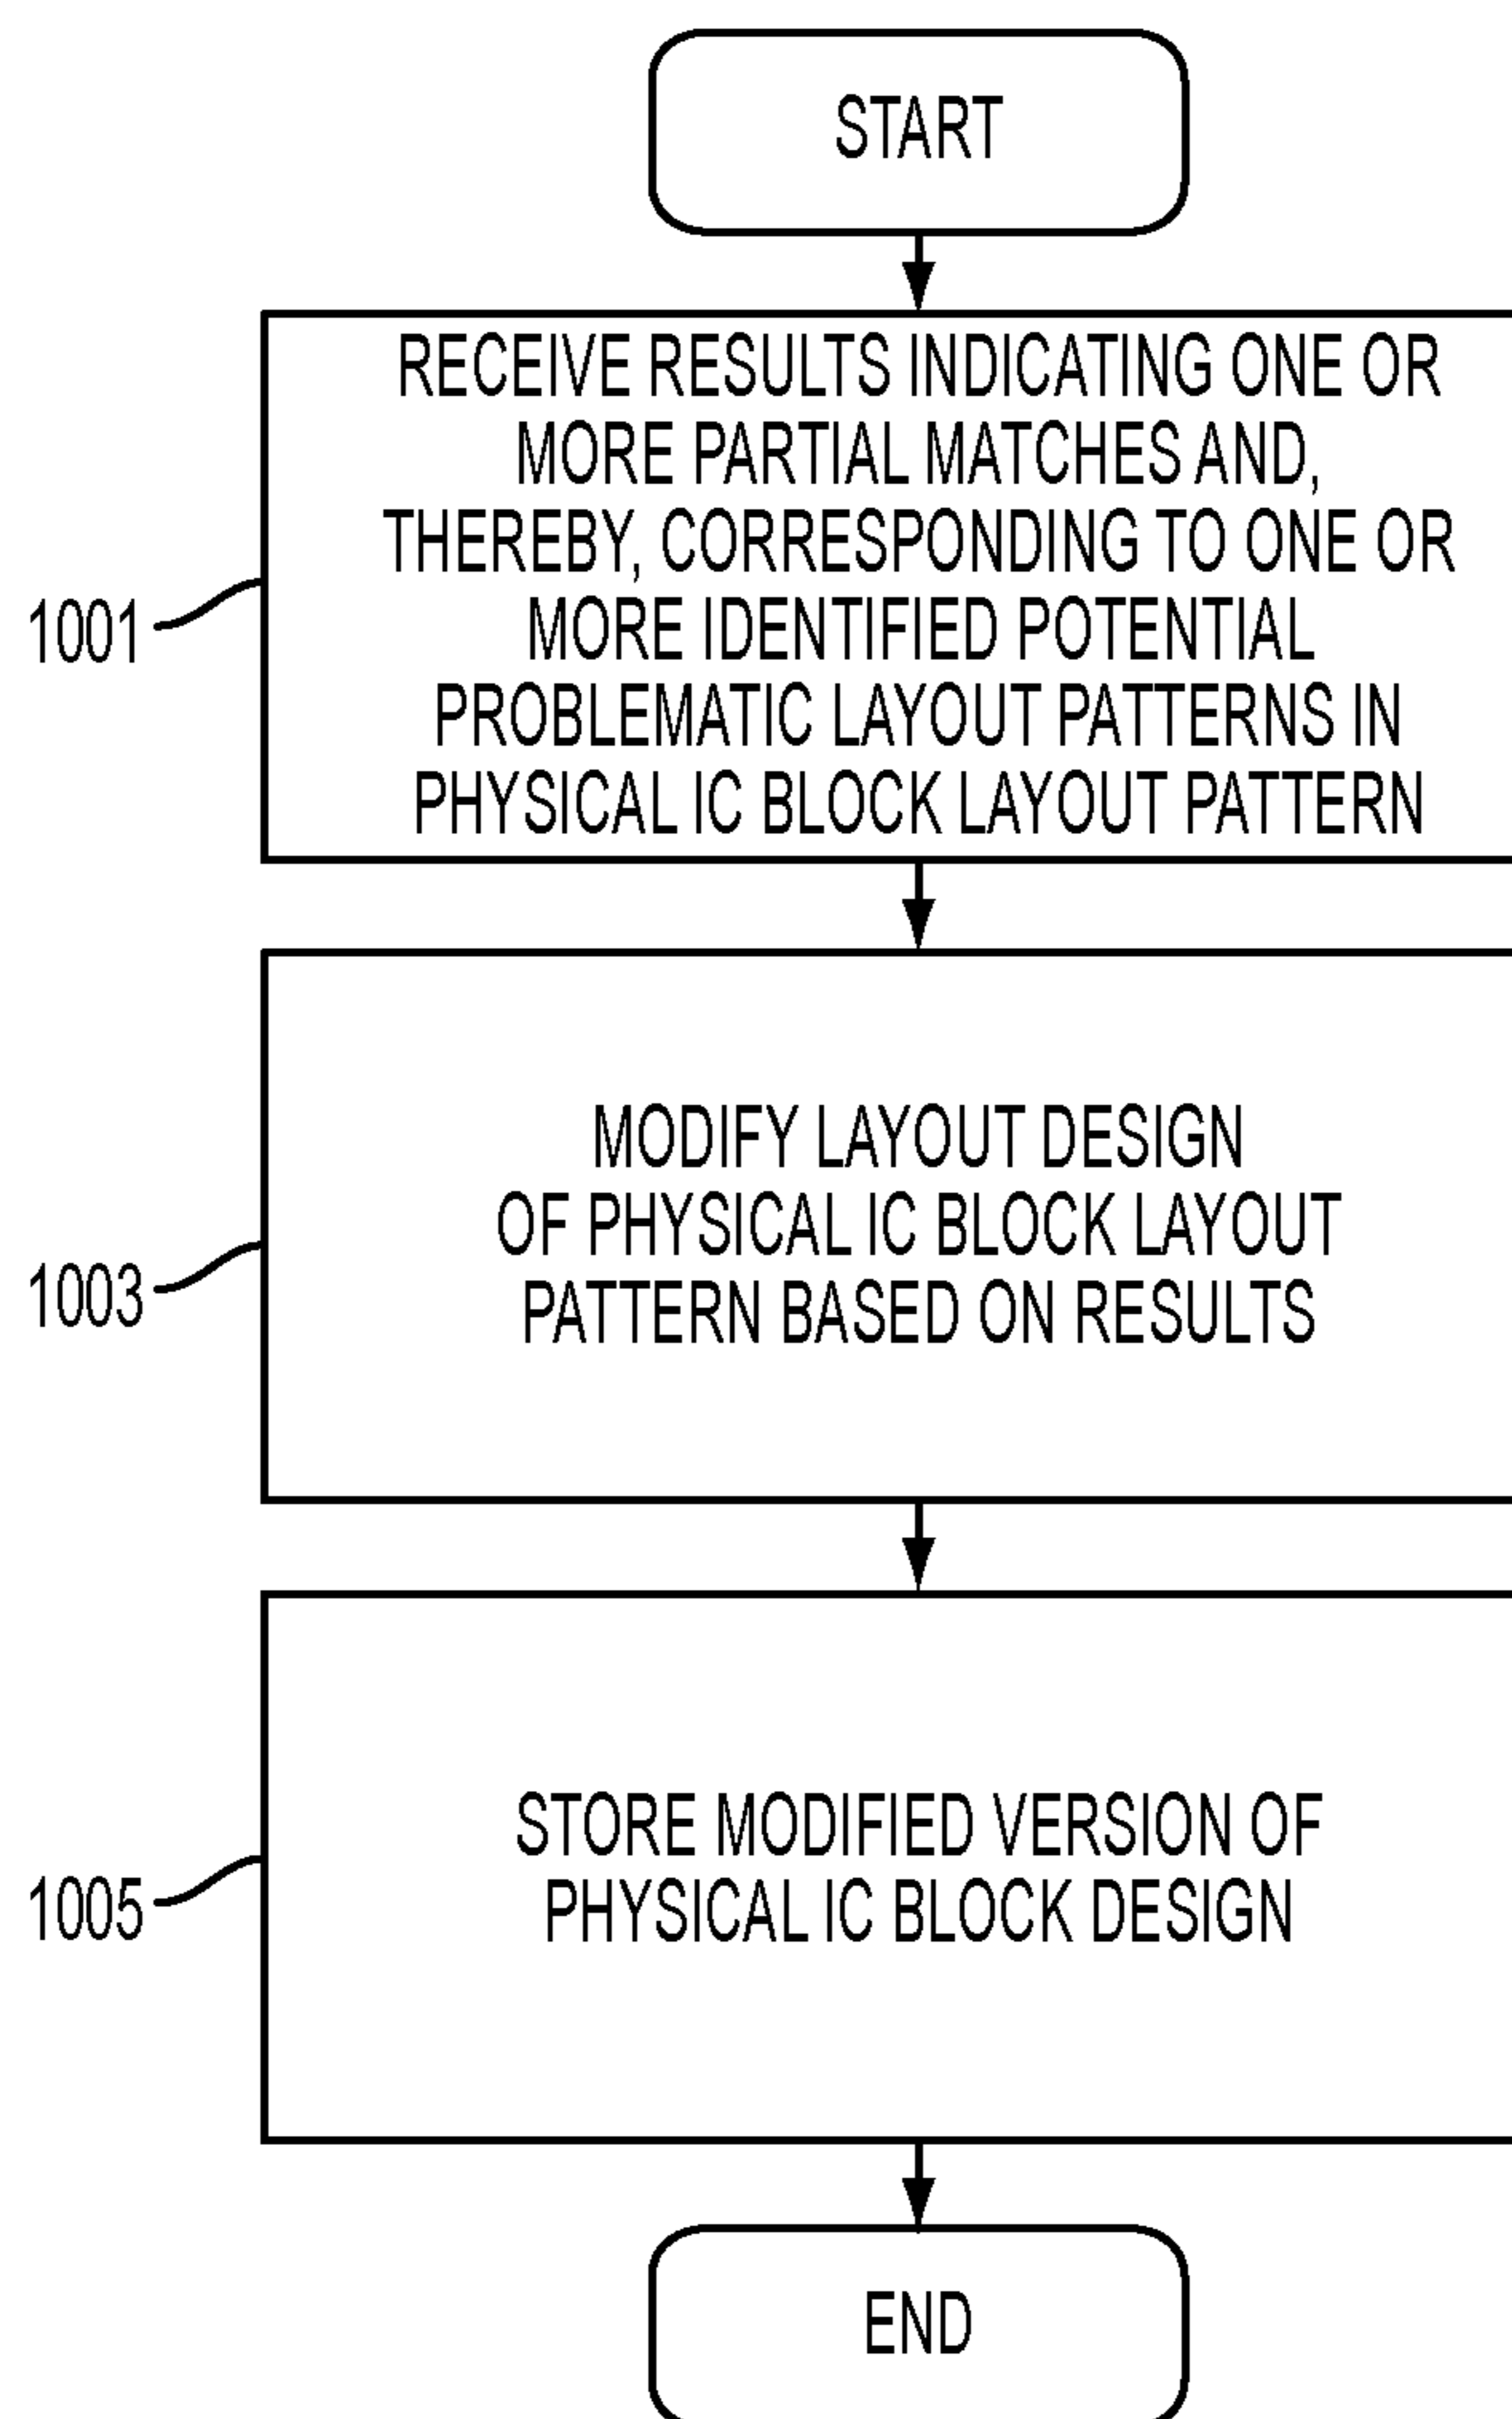 START
RECEIVE RESULTS INDICATING ONE OR
MORE PARTIAL MATCHES AND,
THEREBY, CORRESPONDING TO ONE OR
MORE IDENTIFIED POTENTIAL
PROBLEMATIC LAYOUT PATTERNS IN
PHYSICAL IC BLOCK LAYOUT PATTERN
1001
MODIFY LAYOUT DESIGN
OF PHYSICAL IC BLOCK LAYOUT
PATTERN BASED ON RESULTS
1003
STORE MODIFIED VERSION OF
PHYSICAL IC BLOCK DESIGN
1005
END